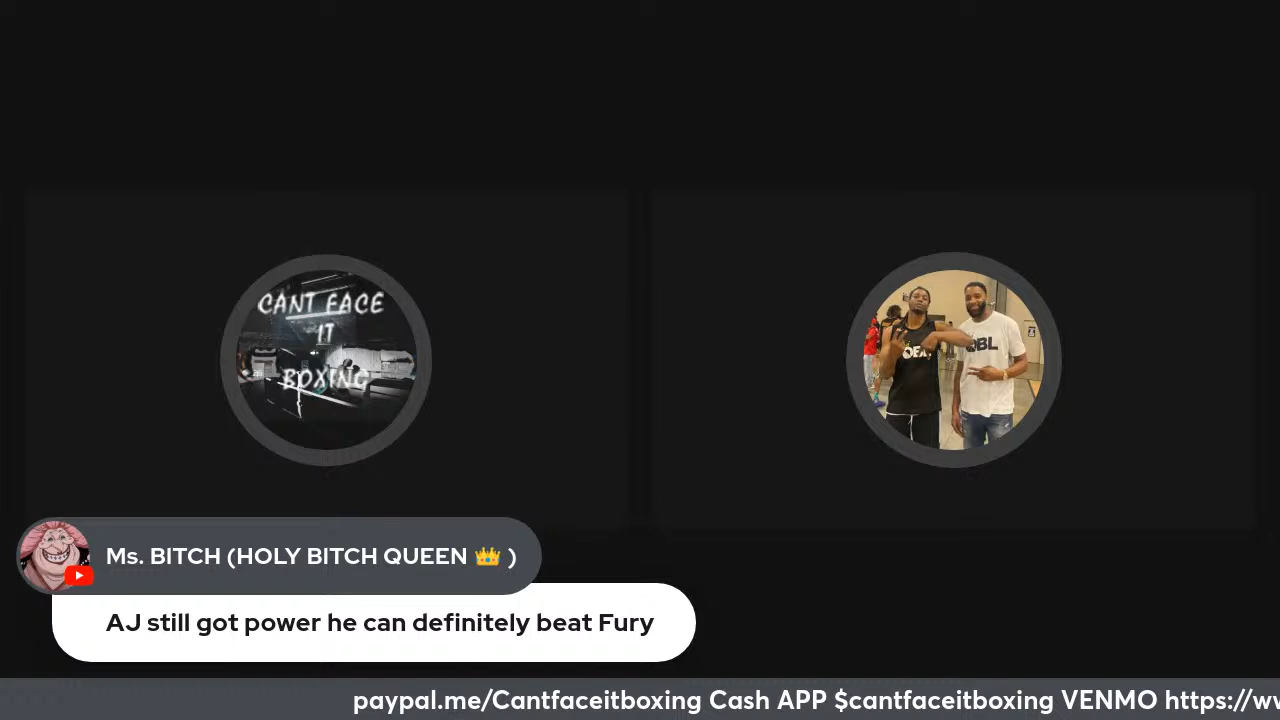 CANT FACE
IT
BOXING
QBL
Ms. BITCH (HOLY BITCH QUEEN 👑 )
AJ still got power he can definitely beat Fury
paypal.me/Cantfaceitboxing Cash APP $cantfaceitboxing VENMO https://w